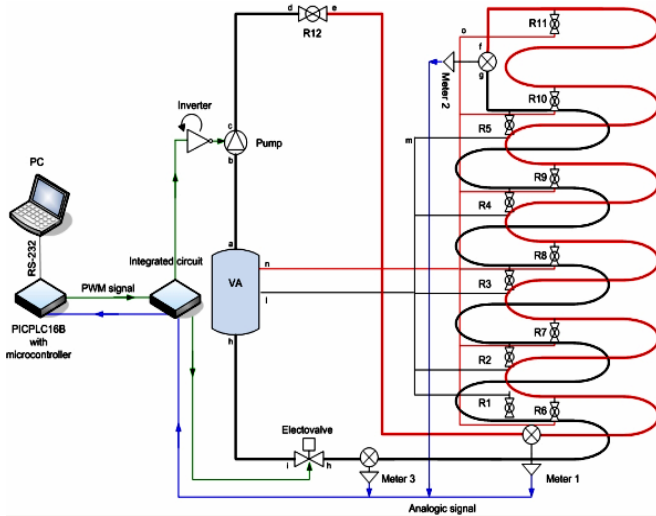 d
e
R12
R11
o
f
g
Meter 2
R10
Inverter
c
Pump
b
R5
m
PC
R9
R4
RS-232
a
Integrated circuit
n
VA
l
R8
R3
PWM signal
PICPLC16B
with
microcontroller
h
R7
R2
R1
R6
Electovalve
i
h
Meter 3
Meter 1
Analogic signal